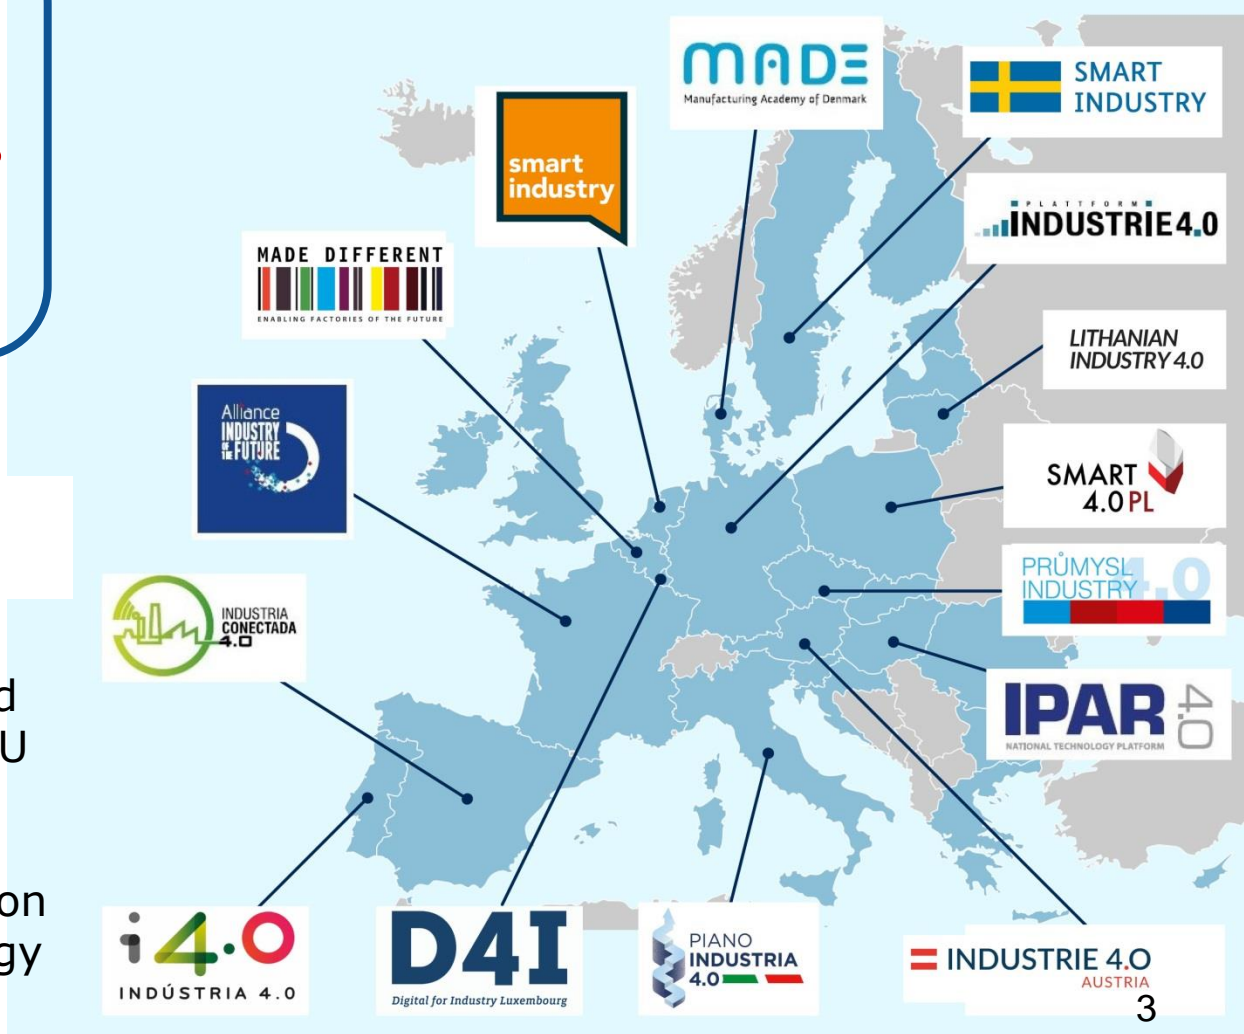 MADE
Manufacturing Academy of Denmark
SMART
INDUSTRY
smart
industry
PLATTFORM
INDUSTRIE4.0
MADE DIFFERENT
ENABLING FACTORIES OF THE FUTURE
LITHANIAN
INDUSTRY 4.0
Alliance
INDUSTRY
OF THE FUTURE
SMART
4.0 PL
PRŮMYSL 4.0
INDUSTRY
INDUSTRIA
CONECTADA
4.0
IPAR 4.0
NATIONAL TECHNOLOGY PLATFORM
d
U
on
gy
i4.0
INDÚSTRIA 4.0
D4I
Digital for Industry Luxembourg
PIANO
INDUSTRIA
4.0
INDUSTRIE 4.0
AUSTRIA
3